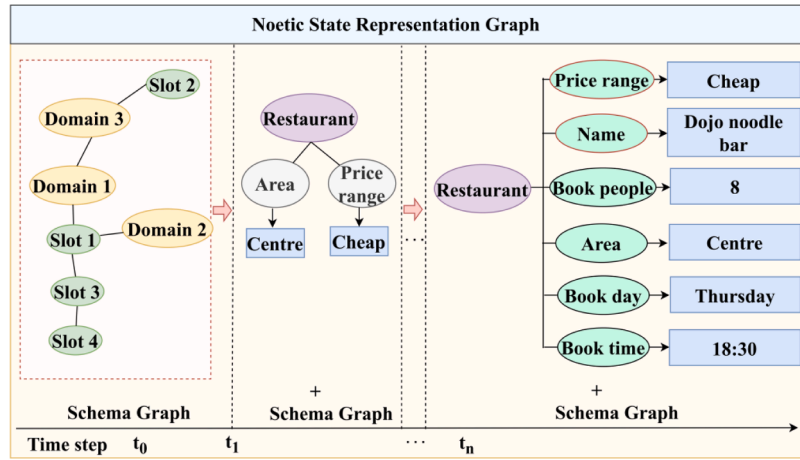 Noetic State Representation Graph
Slot 2
Domain 3
Domain 1
Slot 1
Domain 2
Slot 3
Slot 4
Schema Graph
Restaurant
Area
Price
range
Centre
Cheap
+
Schema Graph
...
Restaurant
Price range
Cheap
Name
Dojo noodle
bar
Book people
8
Area
Centre
Book day
Thursday
Book time
18:30
+
Schema Graph
Time step t0 t1 ... tn